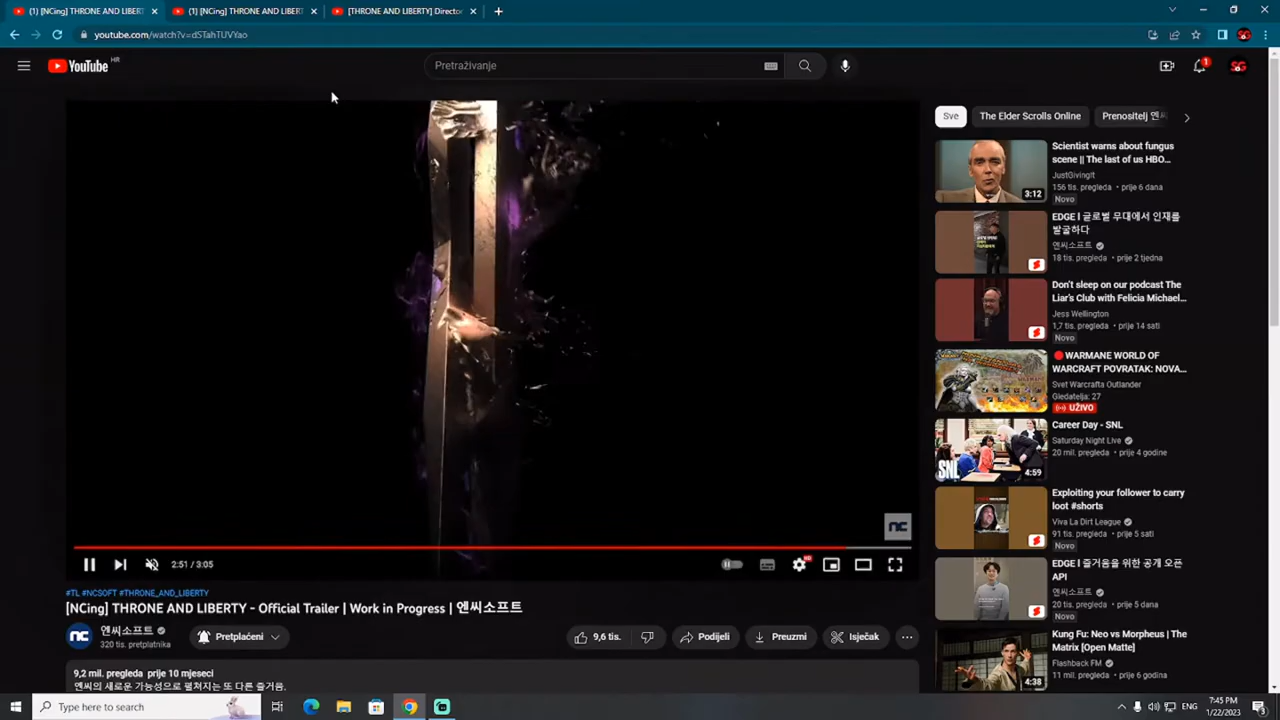 (1) [NCing] THRONE AND LIBERTY
(1) [NCing] THRONE AND LIBERT
[THRONE AND LIBERTY] Director
youtube.com/watch?v=dSTahTUVYao
YouTube HR
Pretraživanje
1
SG
Sve
The Elder Scrolls Online
Prenositelj 엔씨
nc
2:51 / 3:05
HD
#TL #NCSOFT #THRONE_AND_LIBERTY
[NCing] THRONE AND LIBERTY - Official Trailer | Work in Progress | 엔씨소프트
nc
엔씨소프트
320 tis. pretplatnika
Pretplaćeni
9,6 tis.
Podijeli
Preuzmi
Isječak
9,2 mil. pregleda prije 10 mjeseci
엔씨의 새로운 가능성으로 펼쳐지는 또 다른 즐거움.
3:12
Scientist warns about fungus
scene || The last of us HBO...
JustGivingIt
156 tis. pregleda • prije 6 dana
Novo
EDGE l 글로벌 무대에서 인재를
발굴하다
엔씨소프트
18 tis. pregleda • prije 2 tjedna
Don't sleep on our podcast The
Liar's Club with Felicia Michael...
Jess Wellington
1,7 tis. pregleda • prije 14 sati
Novo
WARMANE WORLD OF
WARCRAFT POVRATAK: NOVA...
Svet Warcrafta Outlander
Gledatelja: 27
UŽIVO
SNL
4:59
Career Day - SNL
Saturday Night Live
20 mil. pregleda • prije 4 godine
Exploiting your follower to carry
loot #shorts
Viva La Dirt League
91 tis. pregleda • prije 5 sati
Novo
EDGE l 즐거움을 위한 공개 오픈
API
엔씨소프트
20 tis. pregleda • prije 5 dana
Novo
4:38
Kung Fu: Neo vs Morpheus | The
Matrix [Open Matte]
Flashback FM
11 mil. pregleda • prije 4 godine
Type here to search
ENG
7:45 PM
1/22/2023
3